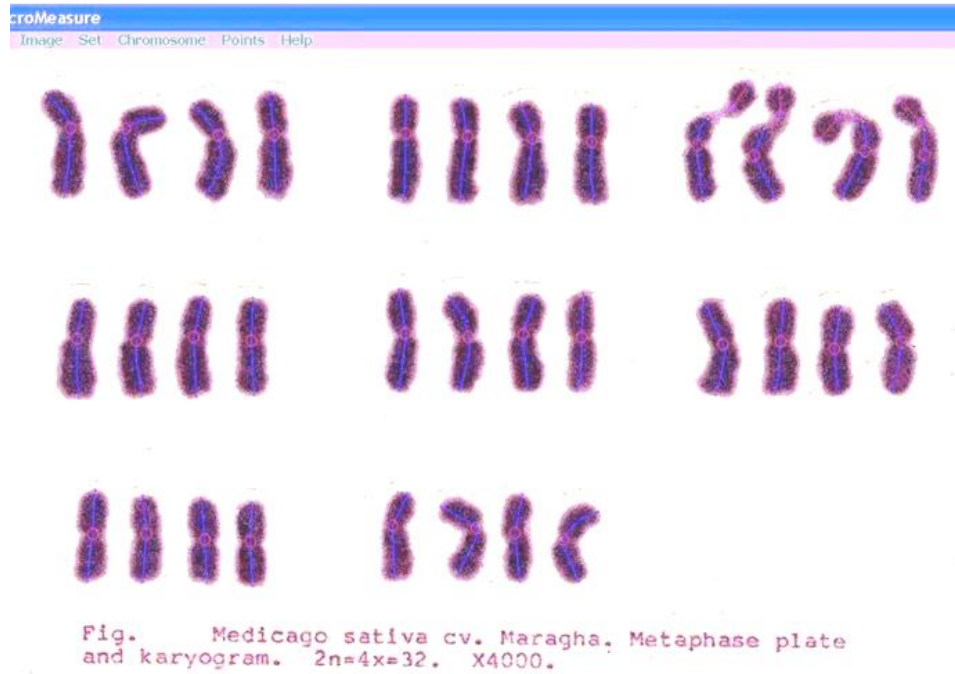 croMeasure
Image Set Chromosome Points Help
Fig. Medicago sativa cv. Maragha. Metaphase plate
and karyogram. 2n=4x=32. X4000.